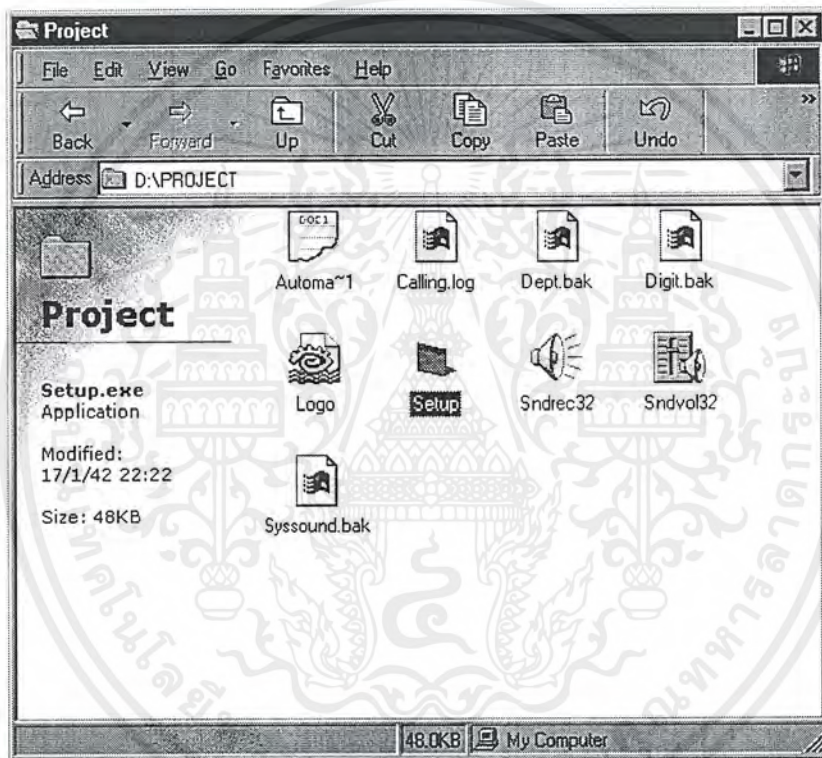 Project
File Edit View Go Favorites Help
Back Forward Up Cut Copy Paste Undo »
Address D:\PROJECT
Project
Setup.exe
Application
Modified:
17/1/42 22:22
Size: 48KB
DOC1
Automa~1 Calling.log Dept.bak Digit.bak
Logo Setup Sndrec32 Sndvol32
Syssound.bak
48.0KB My Computer